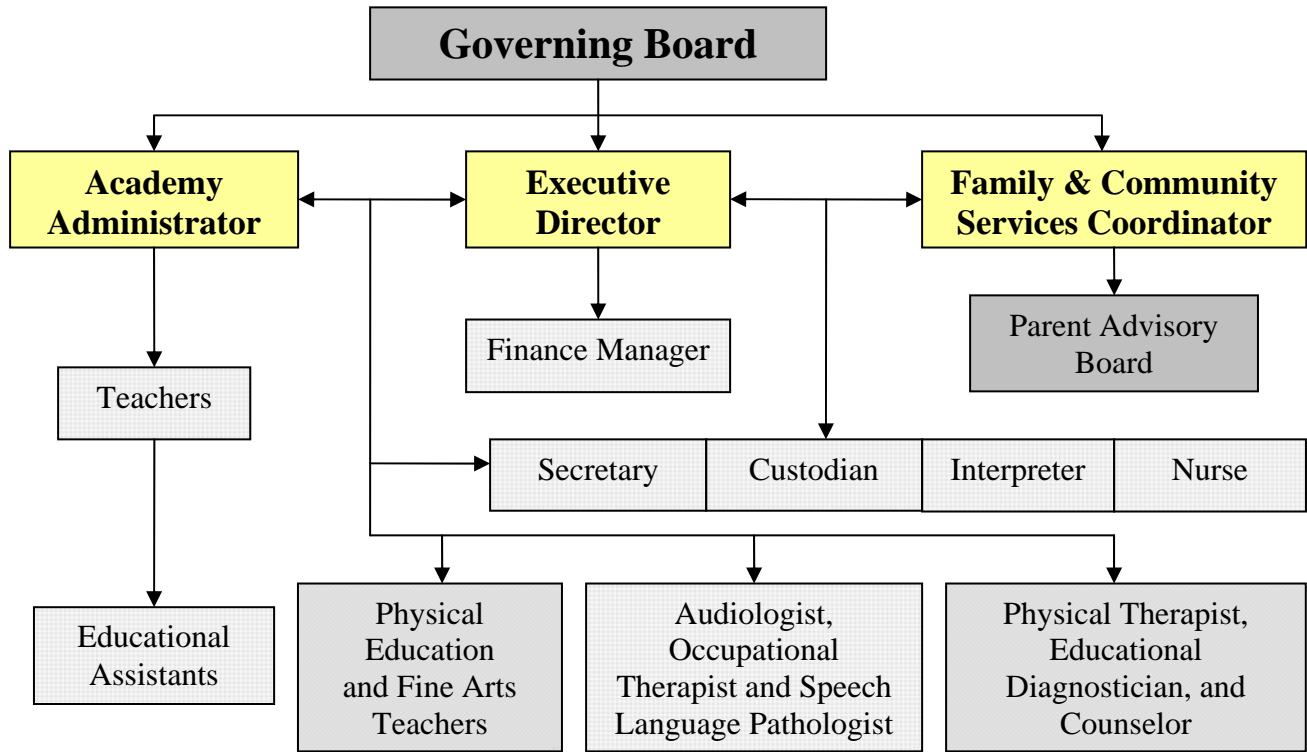 Governing Board
Academy
Administrator
Executive
Director
Family & Community
Services Coordinator
Finance Manager
Parent Advisory
Board
Teachers
Secretary
Custodian
Interpreter
Nurse
Educational
Assistants
Physical
Education
and Fine Arts
Teachers
Audiologist,
Occupational
Therapist and Speech
Language Pathologist
Physical Therapist,
Educational
Diagnostician, and
Counselor